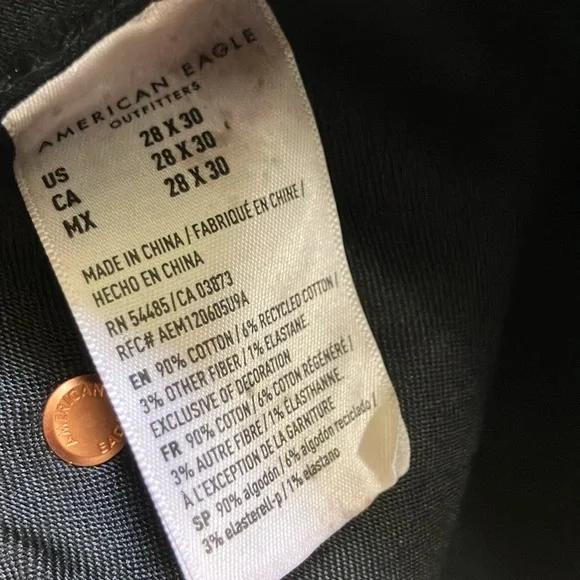 AMERICAN EAGLE
OUTFITTERS
US 28 X 30
CA 28 X 30
MX 28 X 30
MADE IN CHINA / FABRIQUÉ EN CHINE /
HECHO EN CHINA
RN 54485 / CA 03873
RFC# AEM120605U9A
EN 90% COTTON / 6% RECYCLED COTTON /
3% OTHER FIBER / 1% ELASTANE.
EXCLUSIVE OF DECORATION
FR 90% COTON / 6% COTON RÉGÉNÉRÉ /
3% AUTRE FIBRE / 1% ÉLASTHANNE.
À L'EXCEPTION DE LA GARNITURE
SP 90% algodón / 6% algodón reciclado /
3% elasterell-p / 1% elastano
AMERICAN